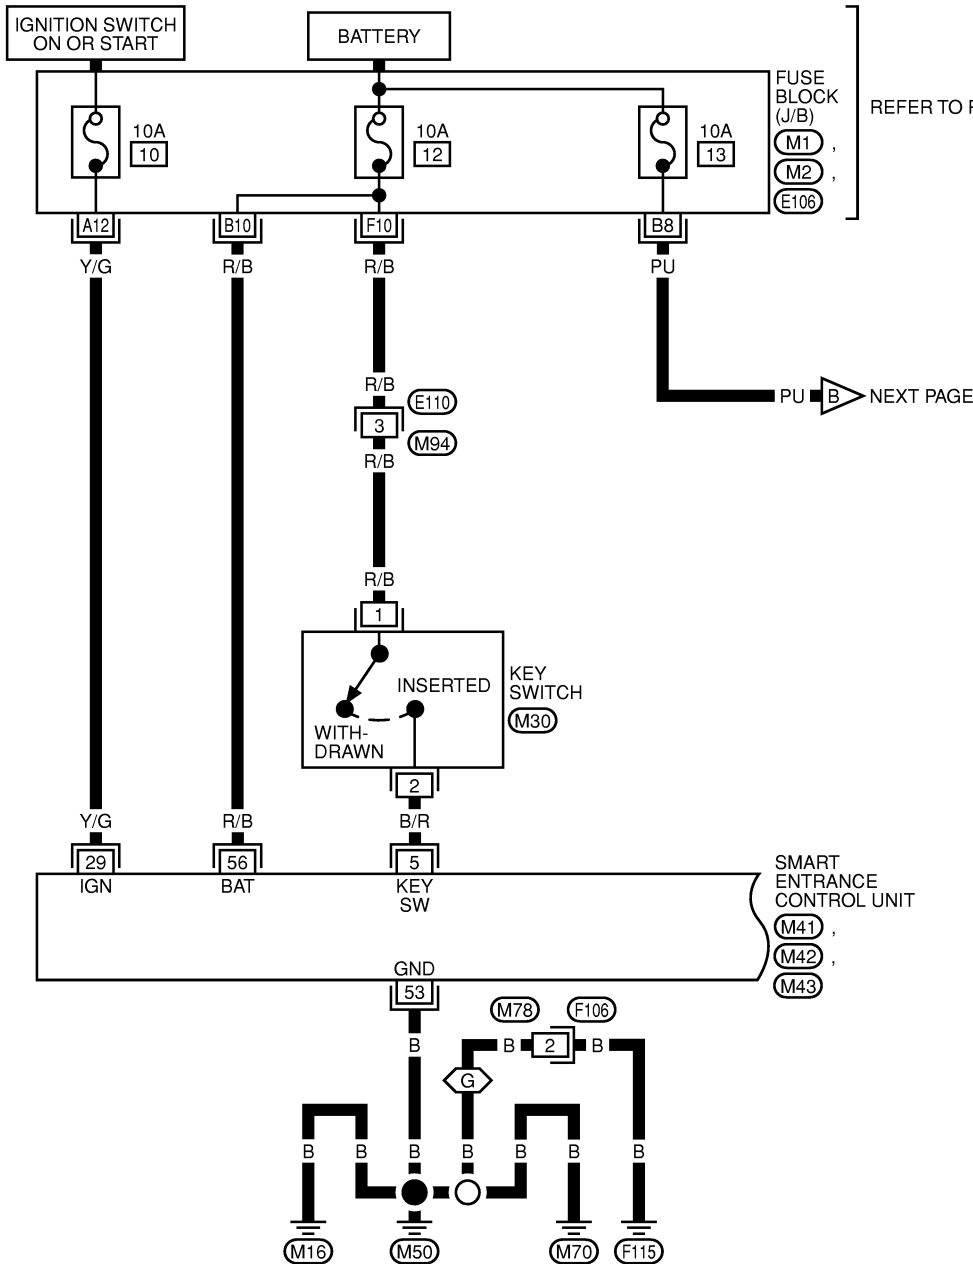 IGNITION SWITCH
ON OR START
BATTERY
FUSE
BLOCK
(J/B)
REFER TO
10A
10
10A
12
10A
13
M1 ,
M2 ,
E106
A12
B10
F10
B8
Y/G
R/B
R/B
PU
R/B
E110
3
M94
R/B
PU
B
NEXT PAGE
R/B
1
KEY
SWITCH
M30
INSERTED
WITH-
DRAWN
2
Y/G
R/B
B/R
29
56
5
IGN
BAT
KEY
SW
SMART
ENTRANCE
CONTROL UNIT
M41 ,
M42 ,
M43
GND
53
M78
F106
B
B
2
B
G
B
B
B
B
B
B
B
M16
M50
M70
F115